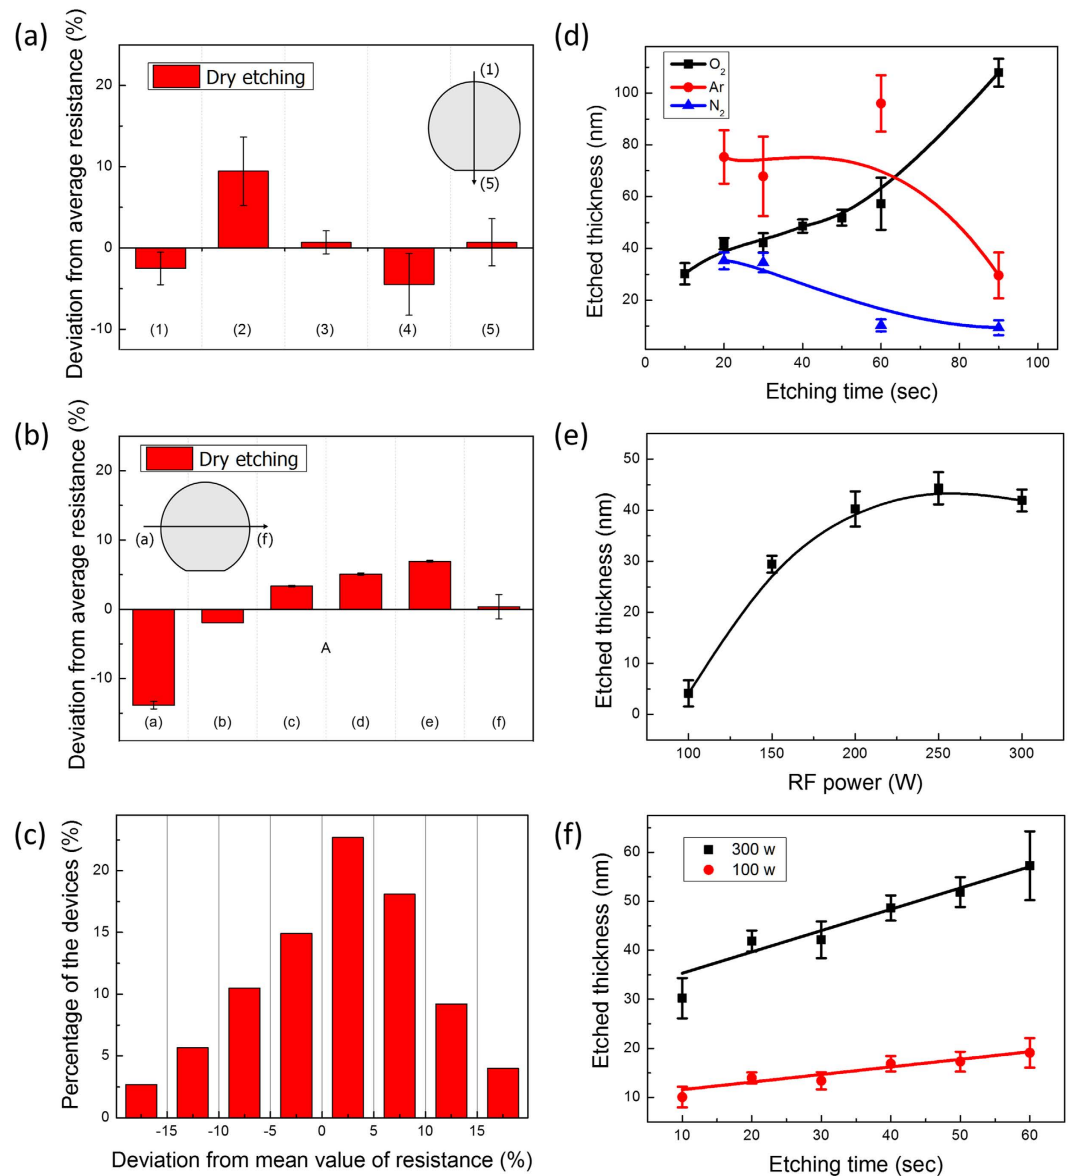 (a)
Deviation from average resistance (%)
20
10
0
-10
Dry etching
(1)
(5)
(1)
(2)
(3)
(4)
(5)
(d)
Etched thickness (nm)
100
80
60
40
20
O2
Ar
N2
0
20
40
60
80
100
Etching time (sec)
(b)
Deviation from average resistance (%)
20
10
0
-10
Dry etching
(a)
(f)
A
(a)
(b)
(c)
(d)
(e)
(f)
(e)
Etched thickness (nm)
50
40
30
20
10
0
100
150
200
250
300
RF power (W)
(c)
Percentage of the devices (%)
20
15
10
5
0
-15
-10
-5
0
5
10
15
Deviation from mean value of resistance (%)
(f)
Etched thickness (nm)
60
50
40
30
20
10
300 w
100 w
10
20
30
40
50
60
Etching time (sec)